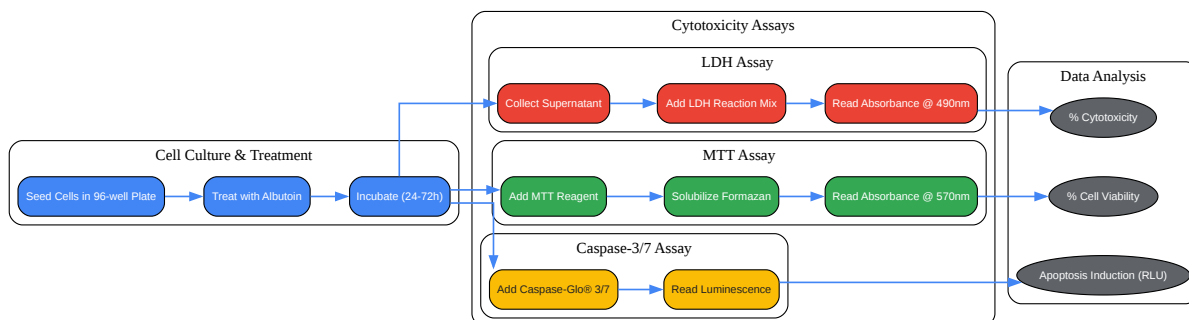 Cytotoxicity Assays
LDH Assay
Collect Supernatant
Add LDH Reaction Mix
Read Absorbance @ 490nm
Data Analysis
% Cytotoxicity
Cell Culture & Treatment
Seed Cells in 96-well Plate
Treat with Albutoin
Incubate (24-72h)
MTT Assay
Add MTT Reagent
Solubilize Formazan
Read Absorbance @ 570nm
% Cell Viability
Caspase-3/7 Assay
Add Caspase-Glo® 3/7
Read Luminescence
Apoptosis Induction (RLU)